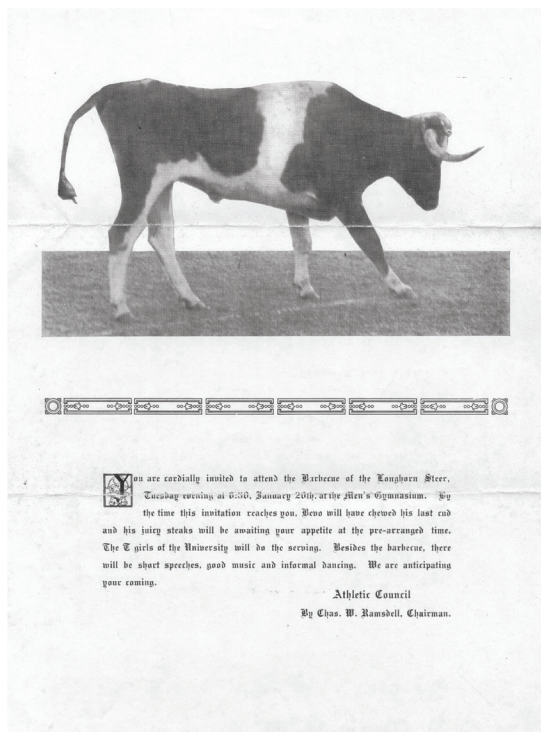 You are cordially invited to attend the Barbecue of the Longhorn Steer,
Tuesday evening at 6:30, January 20th, at the Men's Gymnasium. By
the time this invitation reaches you, Bevo will have chewed his last cud
and his juicy steaks will be awaiting your appetite at the pre-arranged time.
The T girls of the University will do the serving. Besides the barbecue, there
will be short speeches, good music and informal dancing. We are anticipating
your coming.
Athletic Council
By Chas. W. Ramsdell, Chairman.